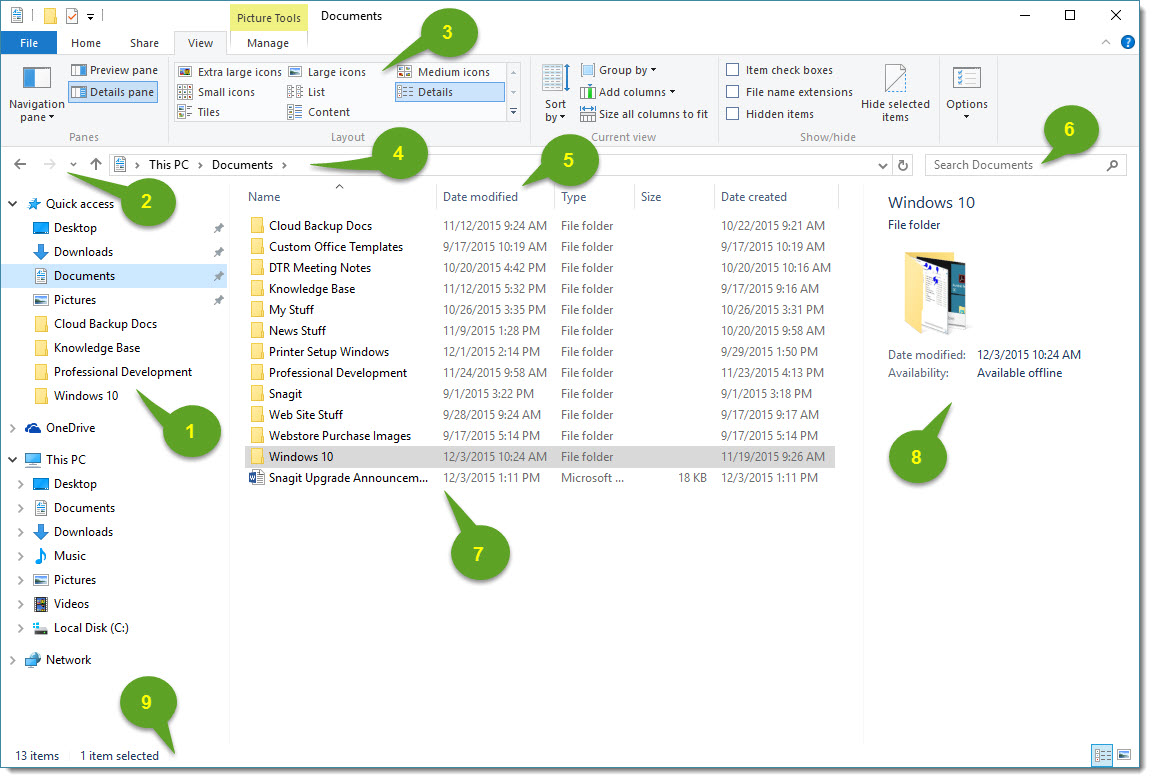 Picture Tools Documents
File Home Share View Manage
Navigation pane
Preview pane
Details pane
Panes
Extra large icons Large icons Medium icons
Small icons List Details
Tiles Content
Layout
Sort by
Group by
Add columns
Size all columns to fit
Current view
Item check boxes
File name extensions
Hidden items
Hide selected items
Show/hide
Options
3
This PC Documents
4
Search Documents
6
2
5
Quick access
Desktop
Downloads
Documents
Pictures
Cloud Backup Docs
Knowledge Base
Professional Development
Windows 10
1
OneDrive
This PC
Desktop
Documents
Downloads
Music
Pictures
Videos
Local Disk (C:)
Network
9
Name Date modified Type Size Date created
Cloud Backup Docs 11/12/2015 9:24 AM File folder 10/22/2015 9:21 AM
Custom Office Templates 9/17/2015 10:19 AM File folder 9/17/2015 10:19 AM
DTR Meeting Notes 10/20/2015 4:42 PM File folder 10/20/2015 10:16 AM
Knowledge Base 11/12/2015 5:32 PM File folder 9/17/2015 9:16 AM
My Stuff 10/26/2015 3:35 PM File folder 10/26/2015 3:31 PM
News Stuff 11/9/2015 1:28 PM File folder 10/20/2015 9:58 AM
Printer Setup Windows 12/1/2015 2:14 PM File folder 9/29/2015 1:50 PM
Professional Development 11/24/2015 9:58 AM File folder 11/23/2015 4:13 PM
Snagit 9/1/2015 3:22 PM File folder 9/1/2015 3:18 PM
Web Site Stuff 9/28/2015 9:24 AM File folder 9/17/2015 9:17 AM
Webstore Purchase Images 9/17/2015 5:14 PM File folder 9/17/2015 5:14 PM
Windows 10 12/3/2015 10:24 AM File folder 11/19/2015 9:26 AM
Snagit Upgrade Announcem... 12/3/2015 1:11 PM Microsoft ... 18 KB 12/3/2015 1:11 PM
7
Windows 10
File folder
Date modified: 12/3/2015 10:24 AM
Availability: Available offline
8
13 items 1 item selected